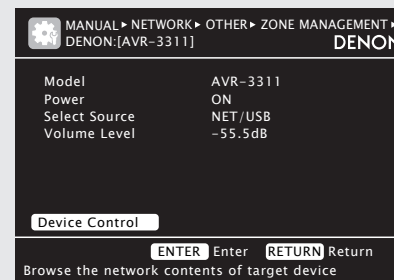 MANUAL▸ NETWORK▸ OTHER▸ ZONE MANAGEMENT▸
DENON:[AVR–3311]
DENON
Model AVR–3311
Power ON
Select Source NET/USB
Volume Level –55.5dB
Device Control
ENTER Enter RETURN Return
Browse the network contents of target device